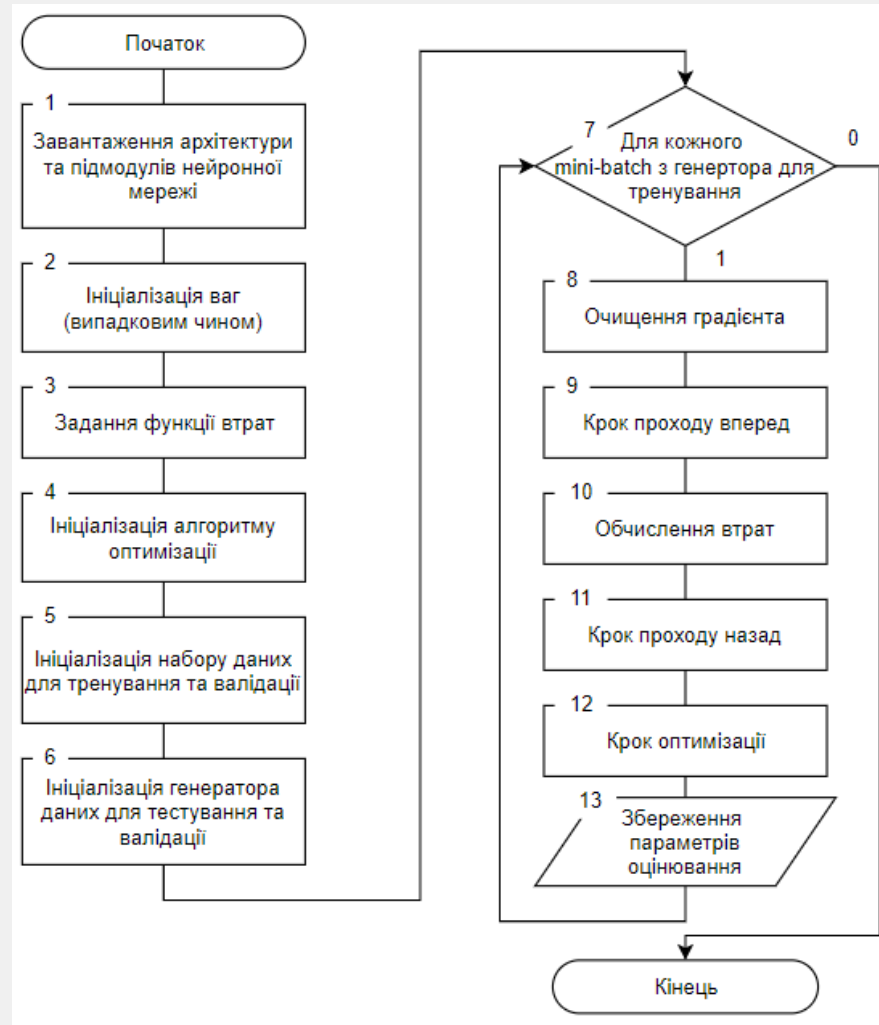 Початок
1
Завантаження архітектури
та підмодулів нейронної
мережі
2
Ініціалізація ваг
(випадковим чином)
3
Задання функції втрат
4
Ініціалізація алгоритму
оптимізації
5
Ініціалізація набору даних
для тренування та валідації
6
Ініціалізація генератора
даних для тестування та
валідації
7
Для кожного
mini-batch з генертора для
тренування
0
1
8
Очищення градієнта
9
Крок проходу вперед
10
Обчислення втрат
11
Крок проходу назад
12
Крок оптимізації
13
Збереження
параметрів
оцінювання
Кінець